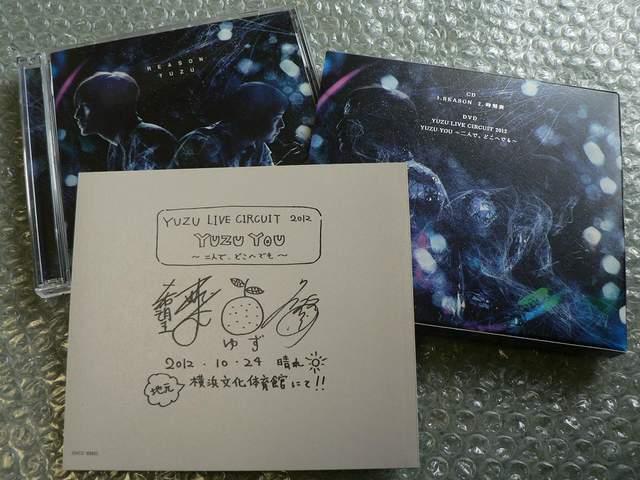 REASON
YUZU
CD
1.REASON 2.時響歌
DVD
YUZU LIVE CIRCUIT 2012
YUZU YOU ～二人で、どこへでも～
YUZU LIVE CIRCUIT 2012
YUZU YOU
～二人で、どこへでも～
ゆず
2012.10.24 晴れ
地元 横浜文化体育館にて!!